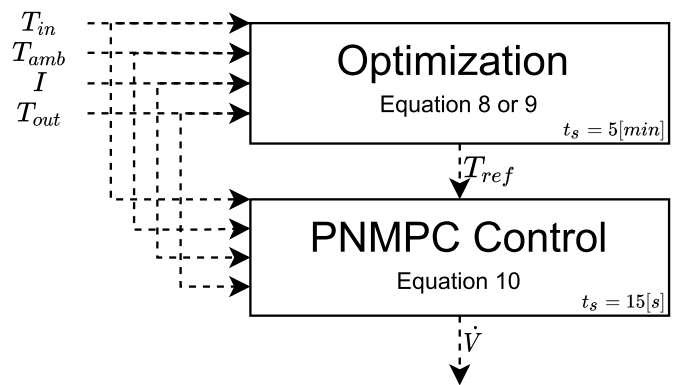 T_in
T_amb
I
T_out
Optimization
Equation 8 or 9
t_s = 5[min]
T_ref
PNMPC Control
Equation 10
t_s = 15[s]
V̇